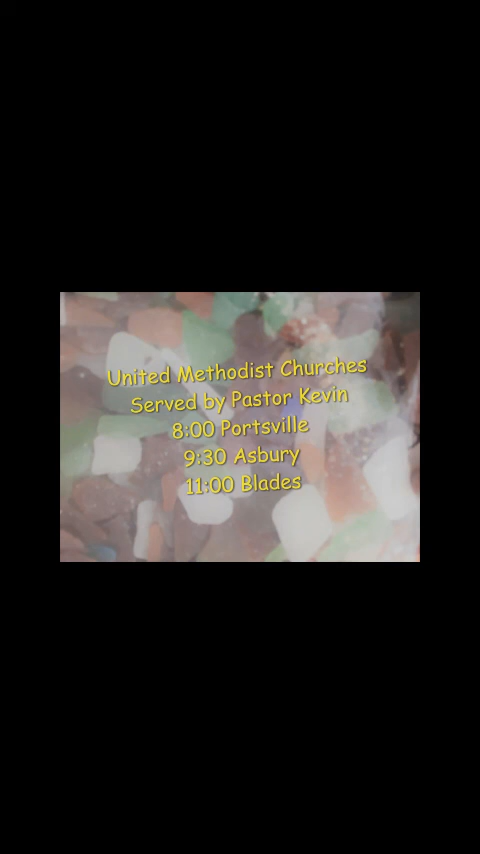 United Methodist Churches
Served by Pastor Kevin
8:00 Portsville
9:30 Asbury
11:00 Blades